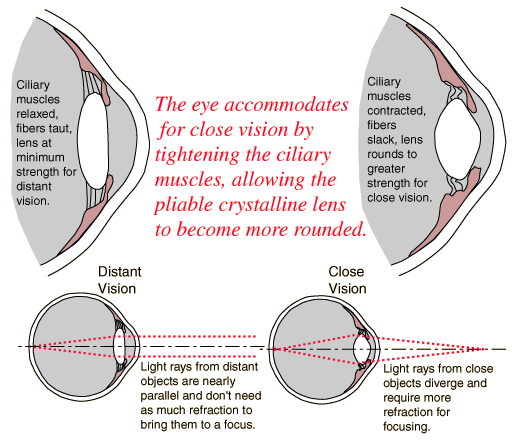 Ciliary
muscles
relaxed,
fibers taut,
lens at
minimum
strength for
distant
vision.
The eye accommodates
for close vision by
tightening the ciliary
muscles, allowing the
pliable crystalline lens
to become more rounded.
Ciliary
muscles
contracted,
fibers
slack, lens
rounds to
greater
strength for
close vision.
Distant
Vision
Close
Vision
Light rays from distant
objects are nearly
parallel and don't need
as much refraction to
bring them to a focus.
Light rays from close
objects diverge and
require more
refraction for
focusing.